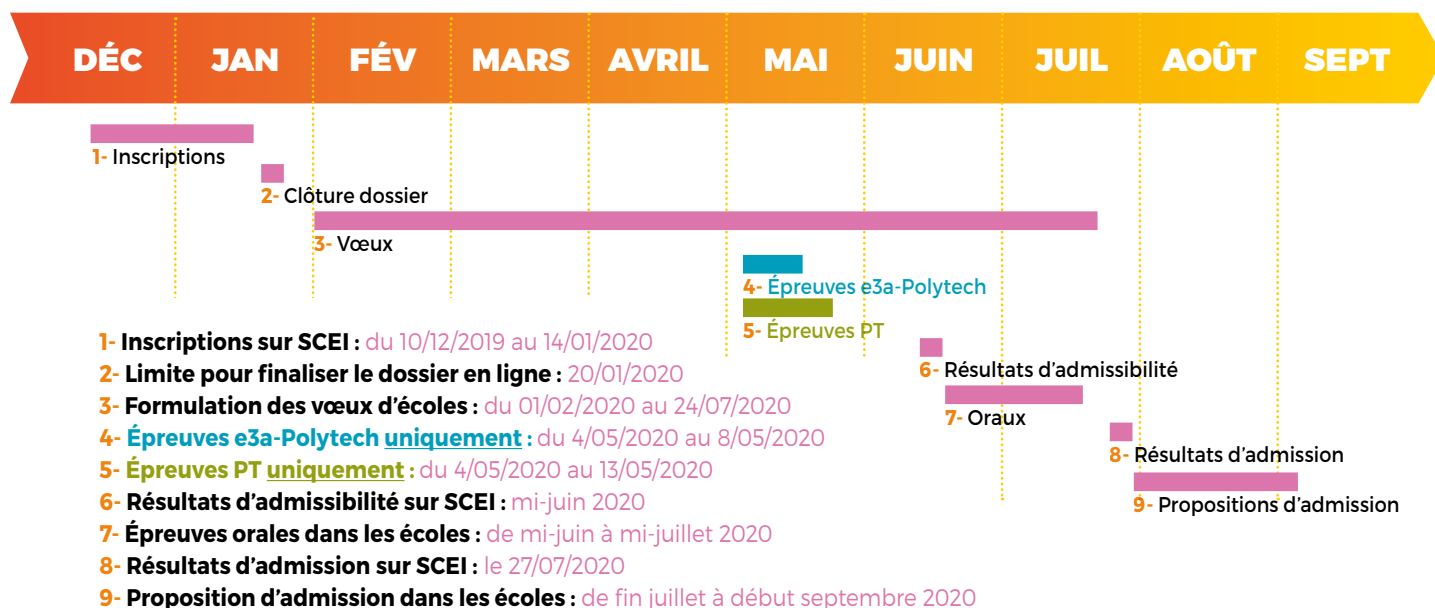 DÉC JAN FÉV MARS AVRIL MAI JUIN JUIL AOÛT SEPT
1- Inscriptions
2- Clôture dossier
3- Vœux
4- Épreuves e3a-Polytech
5- Épreuves PT
6- Résultats d’admissibilité
7- Oraux
8- Résultats d’admission
9- Propositions d’admission
1- Inscriptions sur SCEI : du 10/12/2019 au 14/01/2020
2- Limite pour finaliser le dossier en ligne : 20/01/2020
3- Formulation des vœux d’écoles : du 01/02/2020 au 24/07/2020
4- Épreuves e3a-Polytech uniquement : du 4/05/2020 au 8/05/2020
5- Épreuves PT uniquement : du 4/05/2020 au 13/05/2020
6- Résultats d’admissibilité sur SCEI : mi-juin 2020
7- Épreuves orales dans les écoles : de mi-juin à mi-juillet 2020
8- Résultats d’admission sur SCEI : le 27/07/2020
9- Proposition d’admission dans les écoles : de fin juillet à début septembre 2020